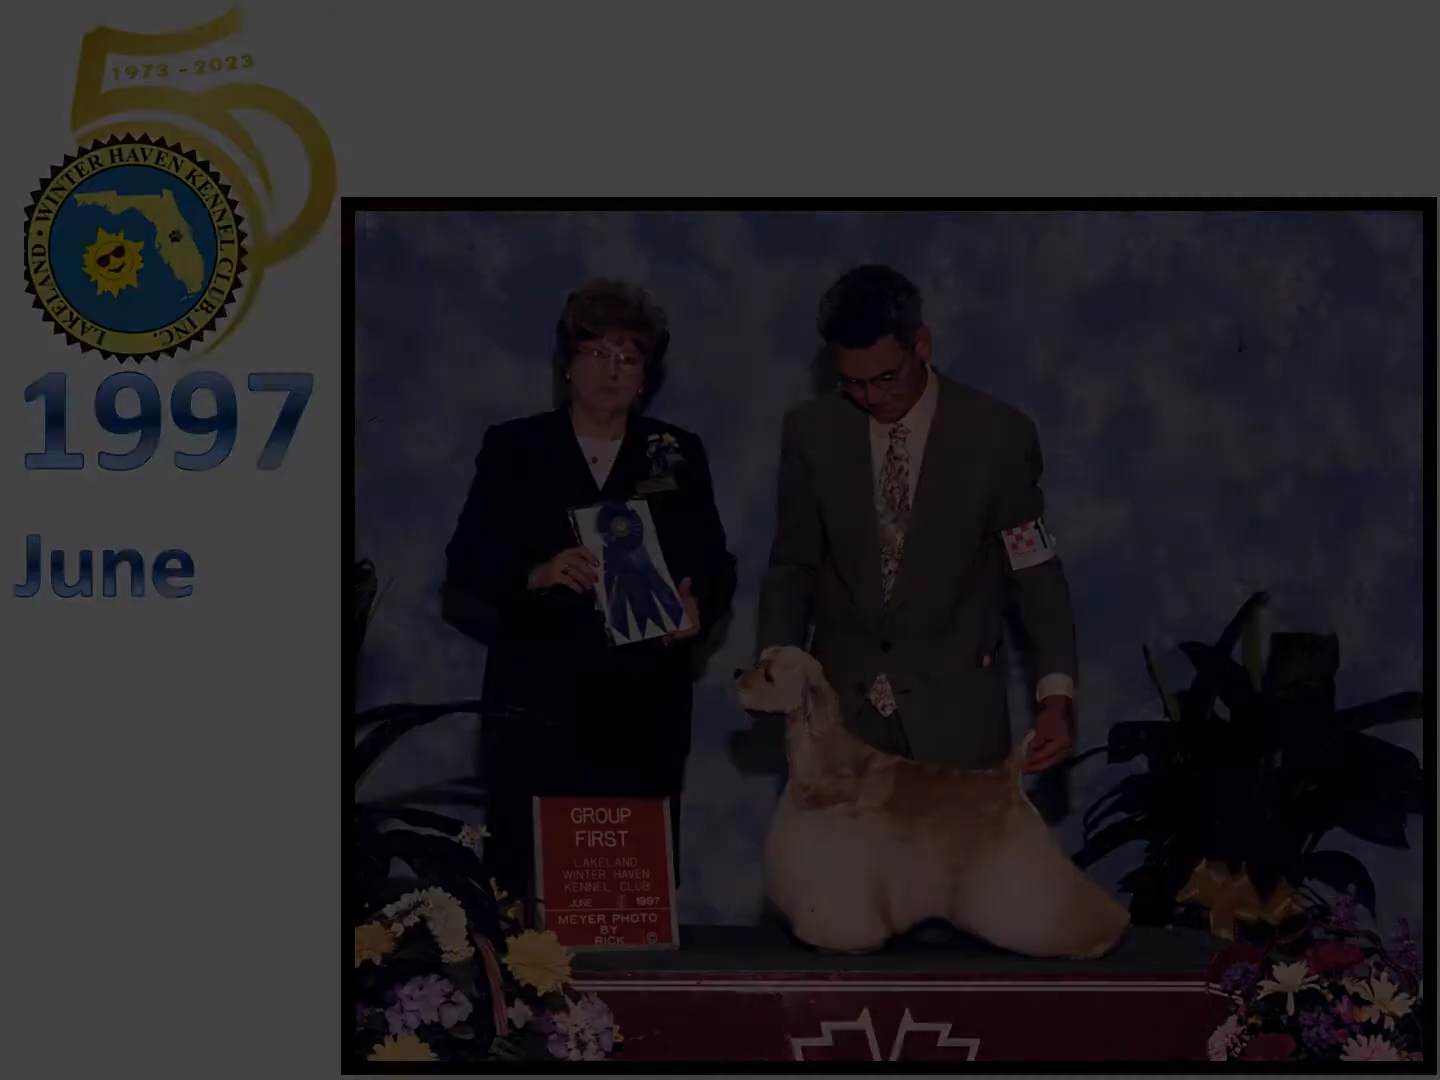 1973 - 2023
LAKELAND • WINTER HAVEN KENNEL CLUB, INC.
1997
June
GROUP
FIRST
LAKELAND
WINTER HAVEN
KENNEL CLUB
JUNE 1997
MEYER PHOTO
BY
RICK ©
1